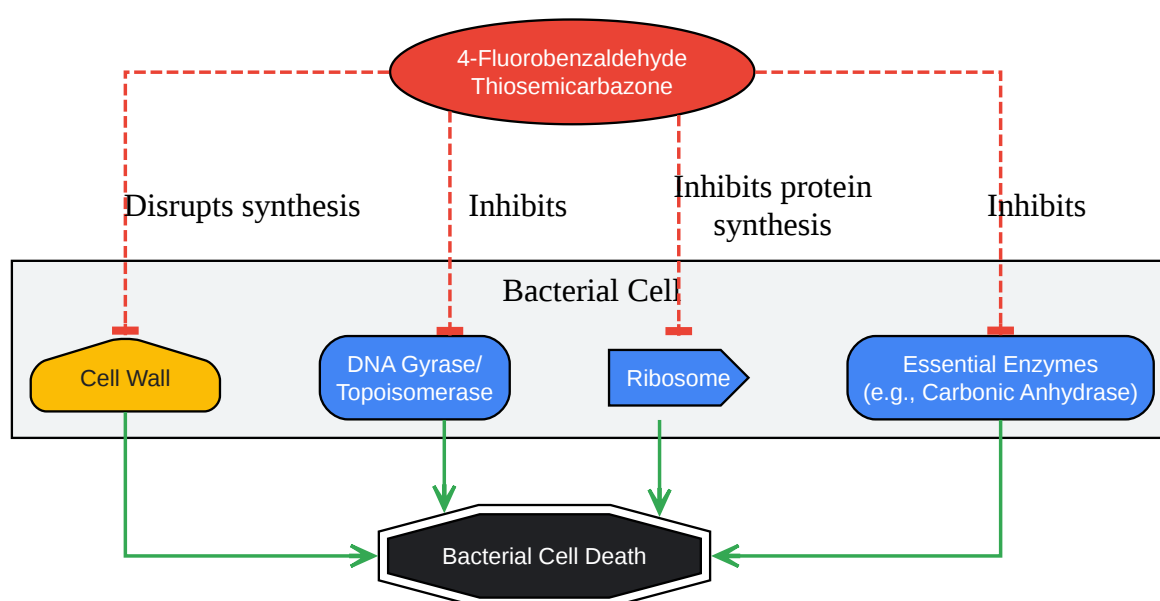 4-Fluorobenzaldehyde
Thiosemicarbazone
Disrupts synthesis
Inhibits
Inhibits protein
synthesis
Inhibits
Bacterial Cell
Cell Wall
DNA Gyrase/
Topoisomerase
Ribosome
Essential Enzymes
(e.g., Carbonic Anhydrase)
Bacterial Cell Death